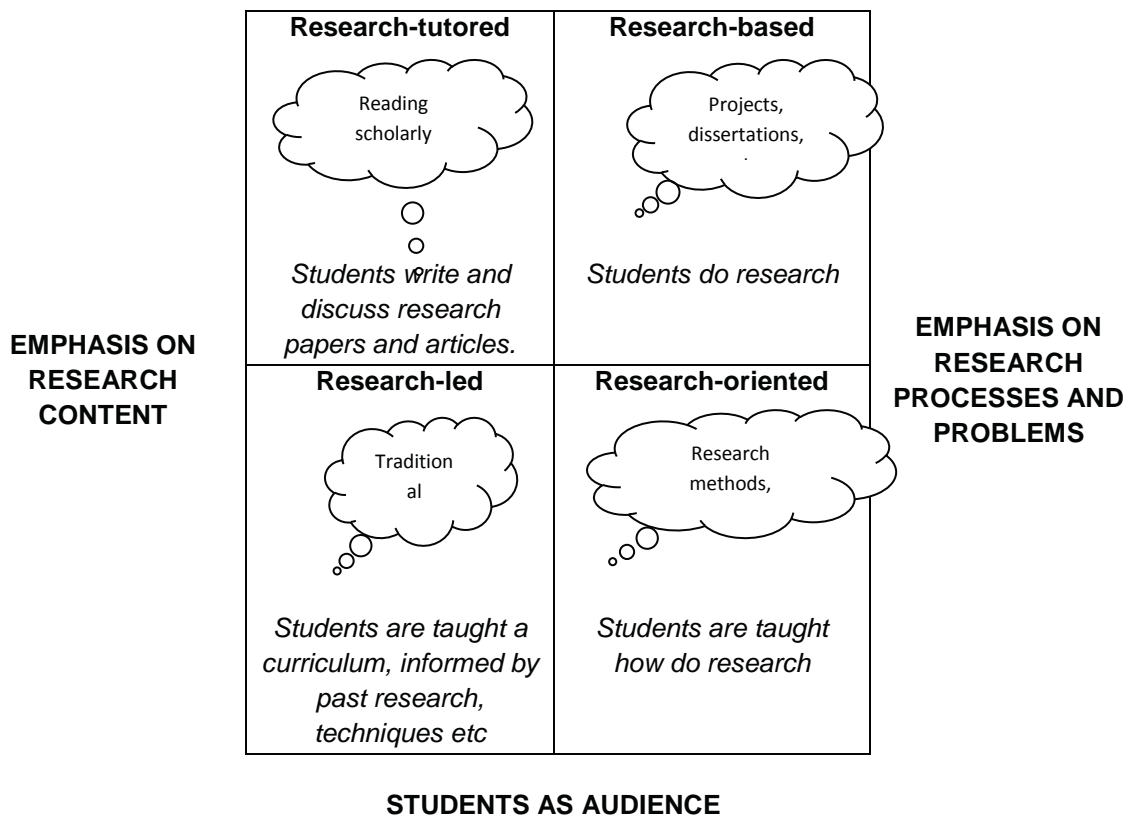 Research-tutored
Reading
scholarly
Students write and
discuss research
papers and articles.
Research-based
Projects,
dissertations,
.
Students do research
EMPHASIS ON
RESEARCH
CONTENT
EMPHASIS ON
RESEARCH
PROCESSES AND
PROBLEMS
Research-led
Tradition
al
Students are taught a
curriculum, informed by
past research,
techniques etc
Research-oriented
Research
methods,
Students are taught
how do research
STUDENTS AS AUDIENCE